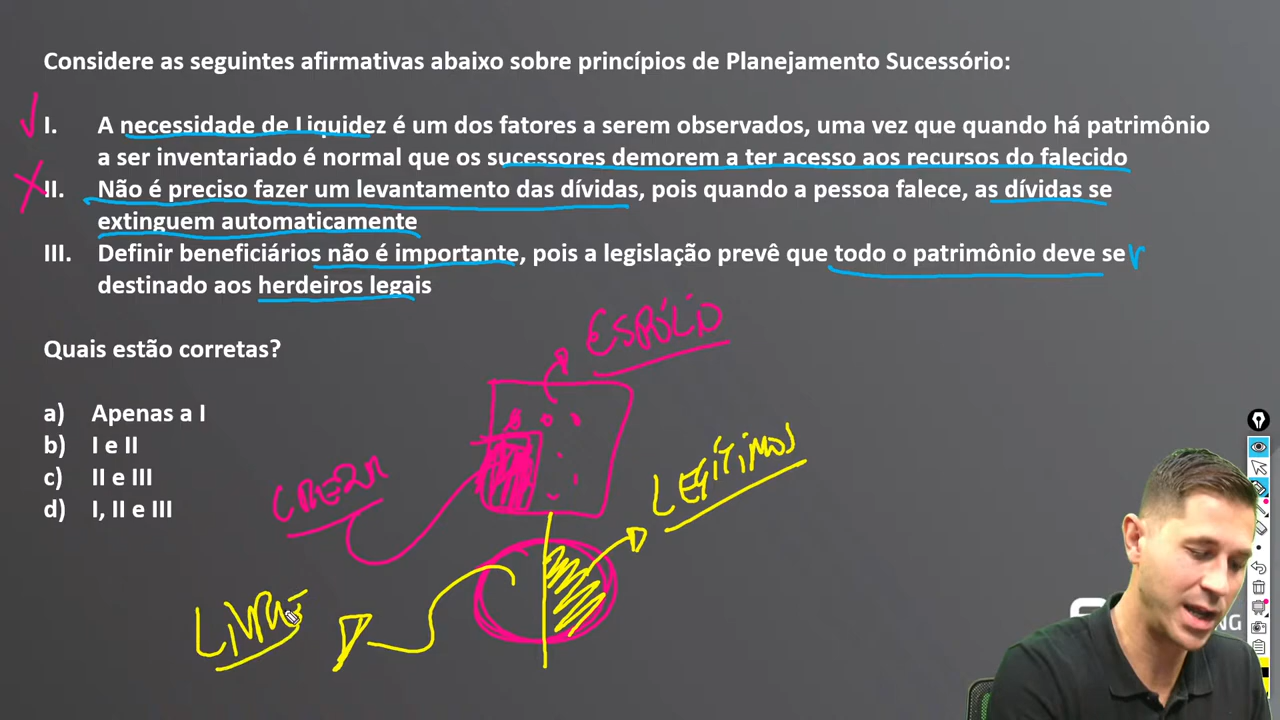 Considere as seguintes afirmativas abaixo sobre princípios de Planejamento Sucessório:
I. A necessidade de Liquidez é um dos fatores a serem observados, uma vez que quando há patrimônio
a ser inventariado é normal que os sucessores demorem a ter acesso aos recursos do falecido
II. Não é preciso fazer um levantamento das dívidas, pois quando a pessoa falece, as dívidas se
extinguem automaticamente
III. Definir beneficiários não é importante, pois a legislação prevê que todo o patrimônio deve ser
destinado aos herdeiros legais
Quais estão corretas?
ESPÓLIO
a) Apenas a I
b) I e II
c) II e III
d) I, II e III
LEGÍTIMOS
LIVRE